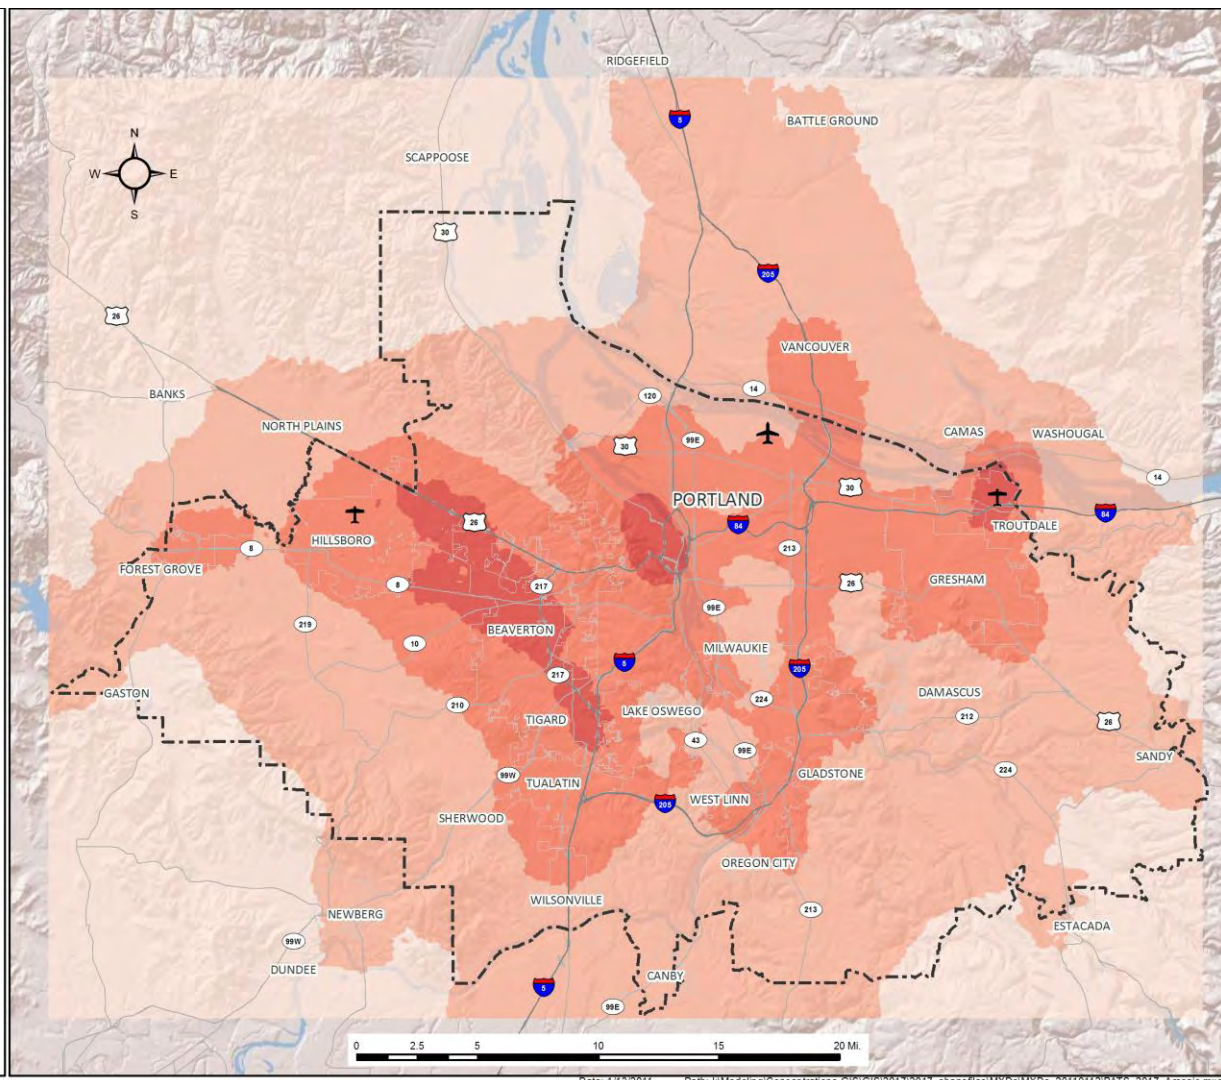 RIDGEFIELD
5
BATTLE GROUND
N
W E
S
SCAPPOOSE
30
205
26
VANCOUVER
BANKS
120
14
NORTH PLAINS
30
99E
CAMAS
WASHOUGAL
14
PORTLAND
30
26
84
84
TROUTDALE
HILLSBORO
8
213
FOREST GROVE
8
217
26
GRESHAM
219
99E
BEAVERTON
10
MILWAUKIE
5
205
217
GASTON
210
224
DAMASCUS
TIGARD
LAKE OSWEGO
212
26
43
99E
SANDY
99W
TUALATIN
GLADSTONE
224
205
WEST LINN
SHERWOOD
OREGON CITY
WILSONVILLE
NEWBERG
213
ESTACADA
99W
DUNDEE
CANBY
5
99E
0 2.5 5 10 15 20 Mi.